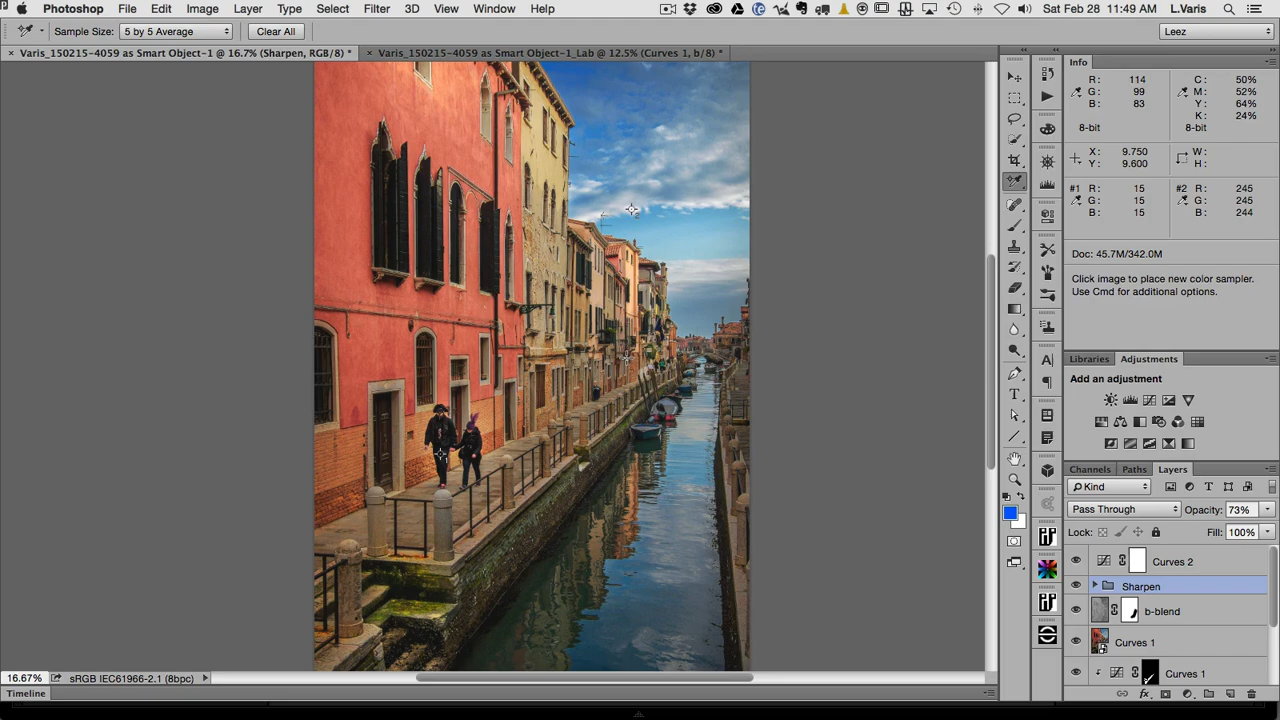 Photoshop File Edit Image Layer Type Select Filter 3D View Window Help Sat Feb 28 11:49 AM L.Varis
Sample Size: 5 by 5 Average Clear All Leez
× Varis_150215-4059 as Smart Object-1 @ 16.7% (Sharpen, RGB/8) * × Varis_150215-4059 as Smart Object-1_Lab @ 12.5% (Curves 1, b/8) *
Info
R: 114 C: 50%
G: 99 M: 52%
B: 83 Y: 64%
K: 24%
8-bit 8-bit
X: 9.750 W:
Y: 9.600 H:
#1 R: 15 #2 R: 245
G: 15 G: 245
B: 15 B: 244
Doc: 45.7M/342.0M
Click image to place new color sampler.
Use Cmd for additional options.
Libraries Adjustments
Add an adjustment
Channels Paths Layers
Kind
Pass Through Opacity: 73%
Lock: Fill: 100%
Curves 2
Sharpen
b-blend
Curves 1
Curves 1
16.67% sRGB IEC61966-2.1 (8bpc)
Timeline